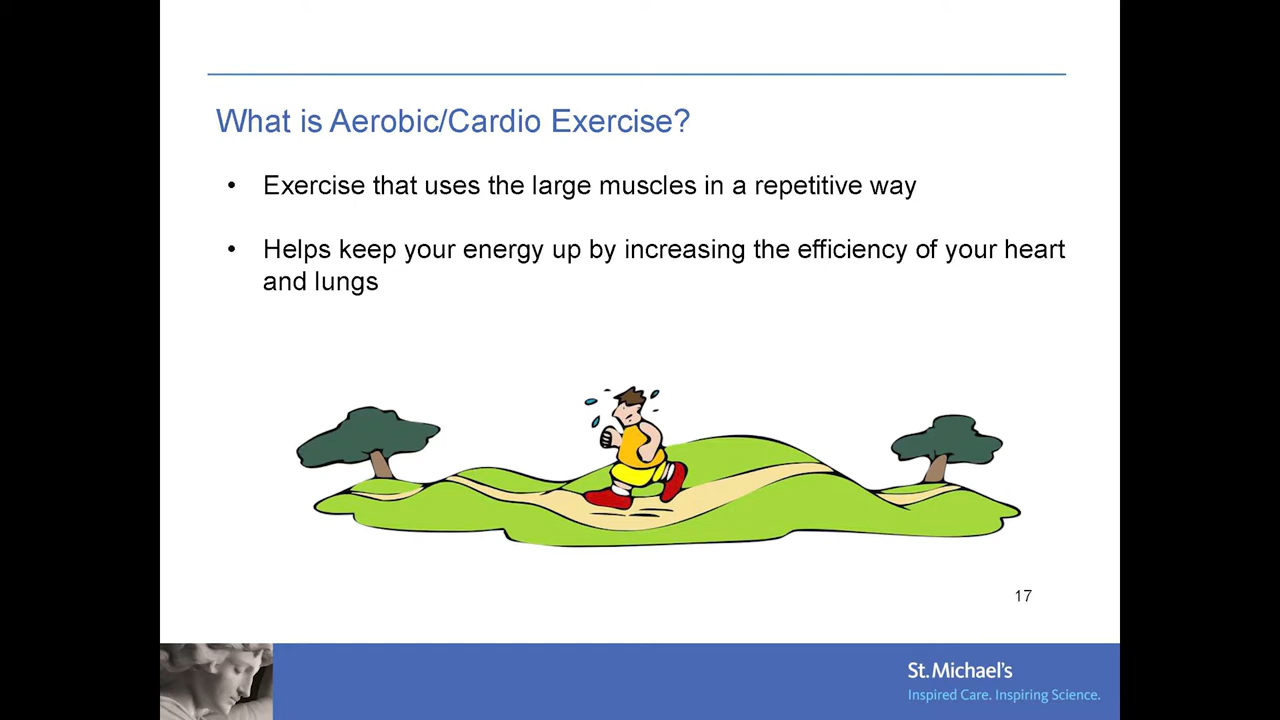 What is Aerobic/Cardio Exercise?
• Exercise that uses the large muscles in a repetitive way
• Helps keep your energy up by increasing the efficiency of your heart
and lungs
17
St. Michael's
Inspired Care. Inspiring Science.